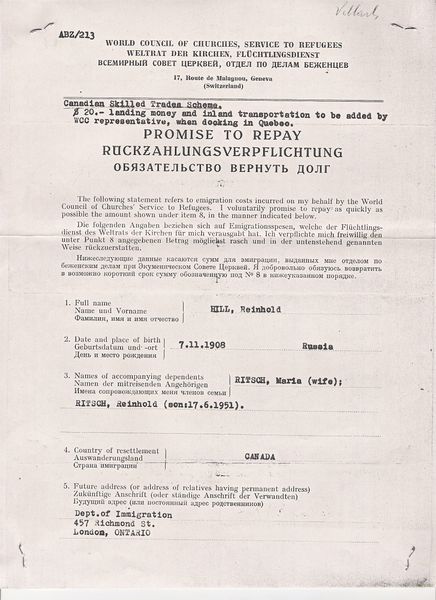 ABZ/213
WORLD COUNCIL OF CHURCHES, SERVICE TO REFUGEES
WELTRAT DER KIRCHEN, FLÜCHTLINGSDIENST
ВСЕМИРНЫЙ СОВЕТ ЦЕРКВЕЙ, ОТДЕЛ ПО ДЕЛАМ БЕЖЕНЦЕВ
17, Route de Malagnou, Geneva
(Switzerland)
Canadian Skilled Trades Scheme.
$ 20.- landing money and inland transportation to be added by
WCC representative, when docking in Quebec.
PROMISE TO REPAY
RÜCKZAHLUNGSVERPFLICHTUNG
ОБЯЗАТЕЛЬСТВО ВЕРНУТЬ ДОЛГ
The following statement refers to emigration costs incurred on my behalf by the World
Council of Churches' Service to Refugees. I voluntarily promise to repay as quickly as
possible the amount shown under item 8, in the manner indicated below.
Die folgenden Angaben beziehen sich auf Emigrationsspesen, welche der Flüchtlings-
dienst des Weltrats der Kirchen für mich verausgabt hat. Ich verpflichte mich freiwillig den
unter Punkt 8 angegebenen Betrag möglichst rasch und in der untenstehend genannten
Weise rückzuerstatten.
Нижеследующие данные касаются сумм для эмиграции, выданных мне отделом по
беженским делам при Экуменическом Совете Церквей. Я добровольно обязуюсь возвратить
в возможно короткий срок сумму обозначенную под № 8 в нижеуказанном порядке.
1. Full name
Name und Vorname
Фамилия, имя и имя отчество
HILL, Reinhold
2. Date and place of birth
Geburtsdatum und -ort
День и место рождения
7.11.1908 Russia
3. Names of accompanying dependents
Namen der mitreisenden Angehörigen
Имена сопровождающих меня членов семьи
RITSCH, Maria (wife);
RITSCH, Reinhold (son:17.6.1951).
4. Country of resettlement
Auswanderungsland
Страна эмиграции
CANADA
5. Future address (or address of relatives having permanent address)
Zukünftige Anschrift (oder ständige Anschrift der Verwandten)
Будущий адрес (или постоянный адрес родственников)
Dept.of Immigration
457 Richmond St.
London, ONTARIO